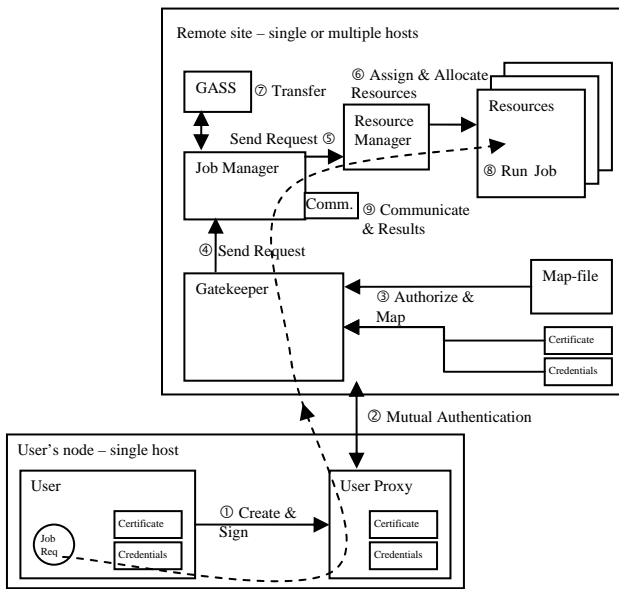 Remote site – single or multiple hosts
GASS
⑦ Transfer
⑥ Assign & Allocate
Resources
Resources
Send Request ⑤
Resource
Manager
Job Manager
⑧ Run Job
Comm.
⑨ Communicate
& Results
④ Send Request
Gatekeeper
Map-file
③ Authorize &
Map
Certificate
Credentials
② Mutual Authentication
User's node – single host
User
User Proxy
① Create &
Sign
Certificate
Credentials
Job
Req
Certificate
Credentials